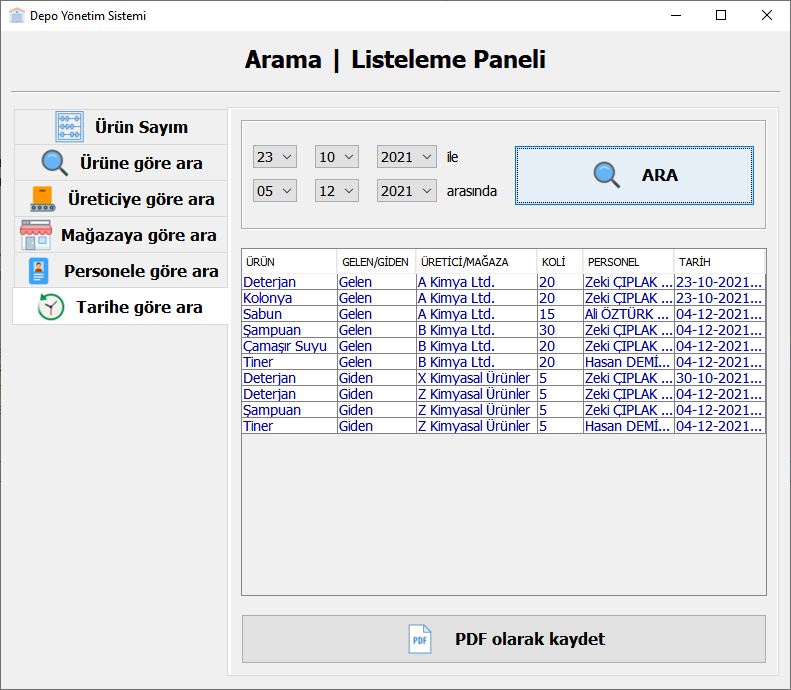 Depo Yönetim Sistemi
Arama | Listeleme Paneli
Ürün Sayım
Ürüne göre ara
Üreticiye göre ara
Mağazaya göre ara
Personele göre ara
Tarihe göre ara
23 10 2021 ile
05 12 2021 arasında
ARA
ÜRÜN GELEN/GİDEN ÜRETİCİ/MAĞAZA KOLİ PERSONEL TARİH
Deterjan Gelen A Kimya Ltd. 20 Zeki ÇIPLAK ... 23-10-2021...
Kolonya Gelen A Kimya Ltd. 20 Zeki ÇIPLAK ... 23-10-2021...
Sabun Gelen A Kimya Ltd. 15 Ali ÖZTÜRK ... 04-12-2021...
Şampuan Gelen B Kimya Ltd. 30 Zeki ÇIPLAK ... 04-12-2021...
Çamaşır Suyu Gelen B Kimya Ltd. 20 Zeki ÇIPLAK ... 04-12-2021...
Tiner Gelen B Kimya Ltd. 20 Hasan DEMİ... 04-12-2021...
Deterjan Giden X Kimyasal Ürünler 5 Zeki ÇIPLAK ... 30-10-2021...
Deterjan Giden Z Kimyasal Ürünler 5 Zeki ÇIPLAK ... 04-12-2021...
Şampuan Giden Z Kimyasal Ürünler 5 Zeki ÇIPLAK ... 04-12-2021...
Tiner Giden Z Kimyasal Ürünler 5 Hasan DEMİ... 04-12-2021...
PDF
PDF olarak kaydet